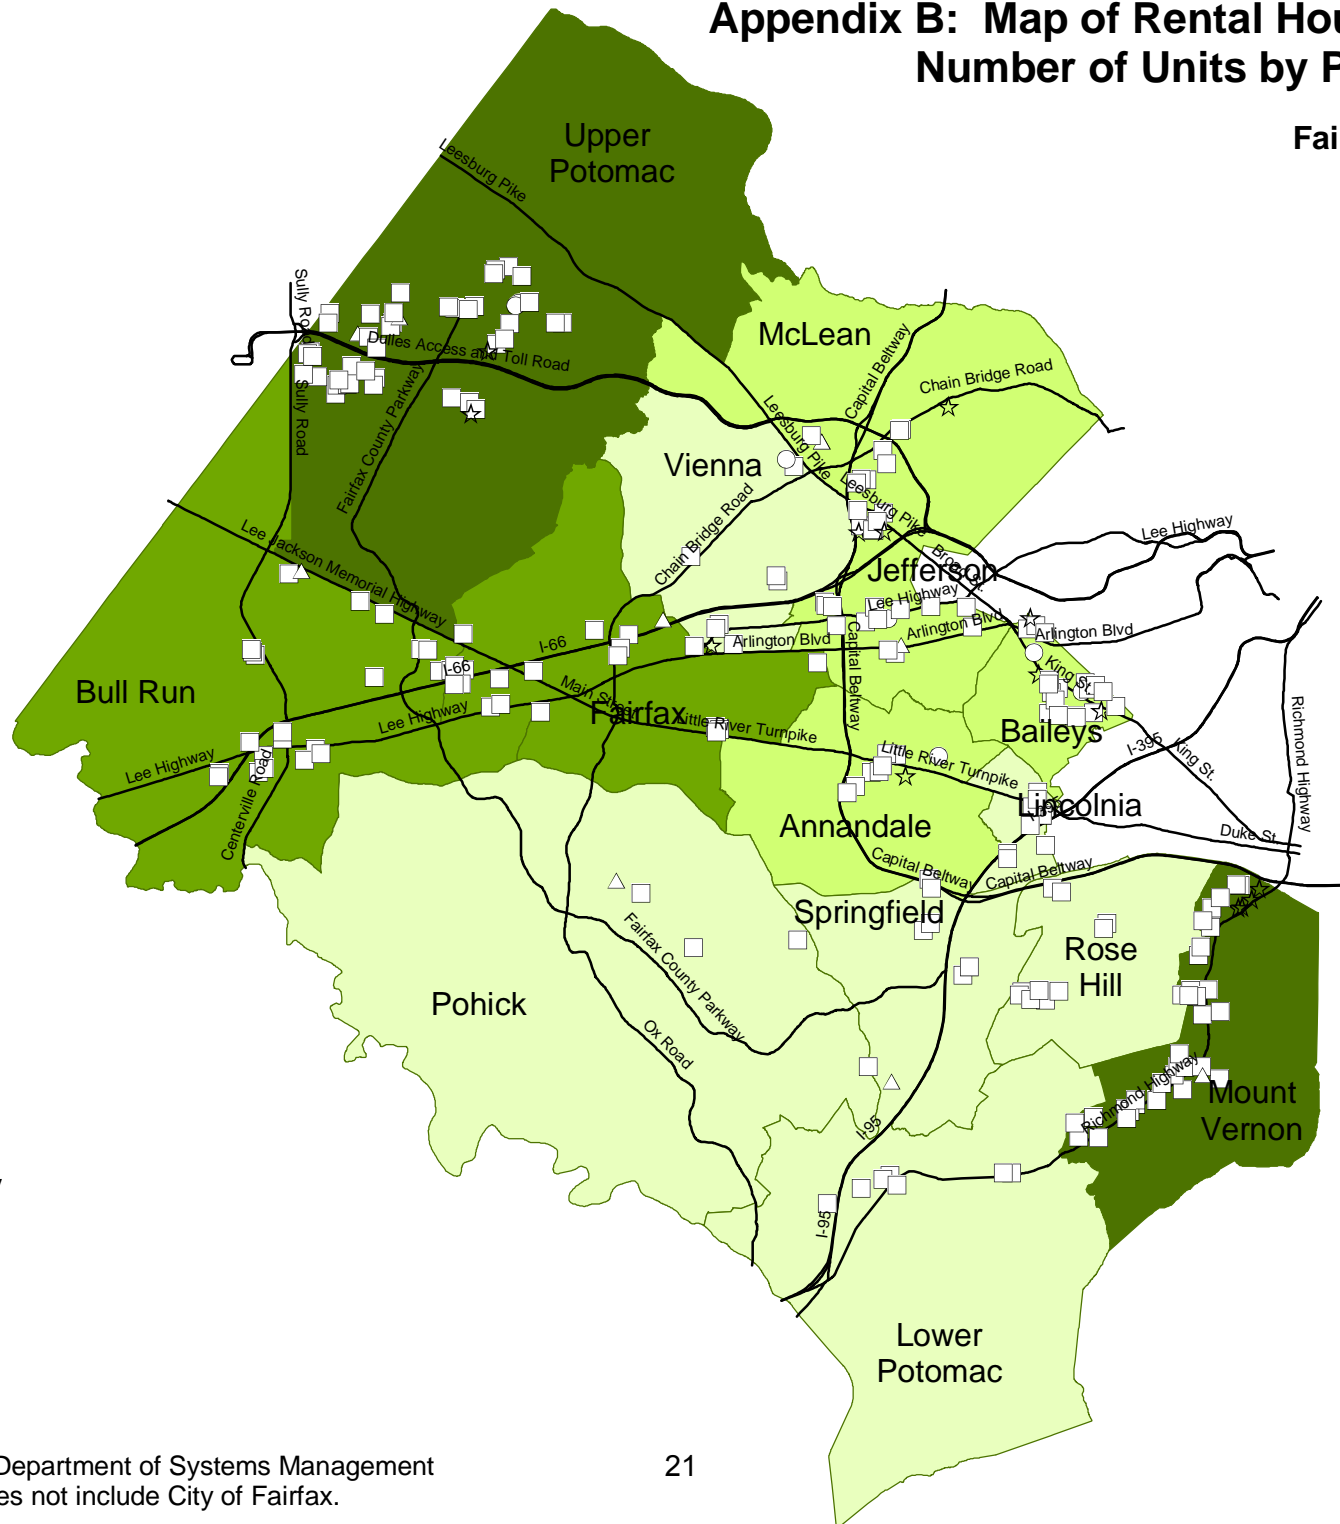 Appendix B: Map of Rental Hou
Number of Units by P
Fai
Upper
Potomac
Leesburg Pike
Sully Road
McLean
Capital Beltway
Dulles Access and Toll Road
Chain Bridge Road
Sully Road
Fairfax County Parkway
Leesburg Pike
Vienna
Leesburg Pike
Chain Bridge Road
Lee Highway
Lee Jackson Memorial Highway
Broad St.
Jefferson
Lee Highway
I-66
Arlington Blvd
Arlington Blvd
Arlington Blvd
Capital Beltway
I-66
King St.
Bull Run
Main Street
Fairfax
Lee Highway
Little River Turnpike
Baileys
Richmond Highway
I-395
King St.
Lee Highway
Little River Turnpike
Centerville Road
Lincolnia
Annandale
Duke St.
Capital Beltway
Capital Beltway
Springfield
Fairfax County Parkway
Rose
Hill
Pohick
Ox Road
Richmond Highway
Mount
Vernon
I-95
I-95
Lower
Potomac
Department of Systems Management
es not include City of Fairfax.
21